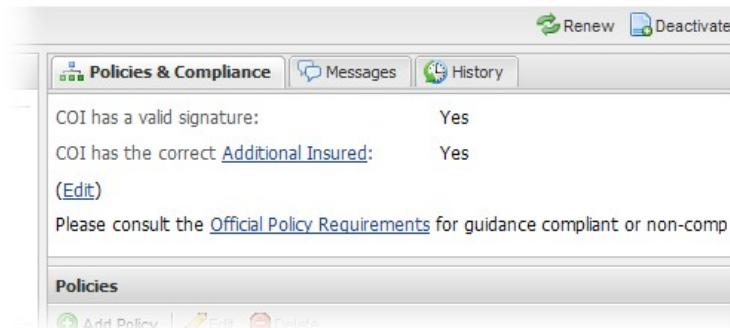 Renew Deactivate
Policies & Compliance Messages History
COI has a valid signature: Yes
COI has the correct Additional Insured: Yes
(Edit)
Please consult the Official Policy Requirements for guidance compliant or non-comp
Policies
Add Policy Edit Delete